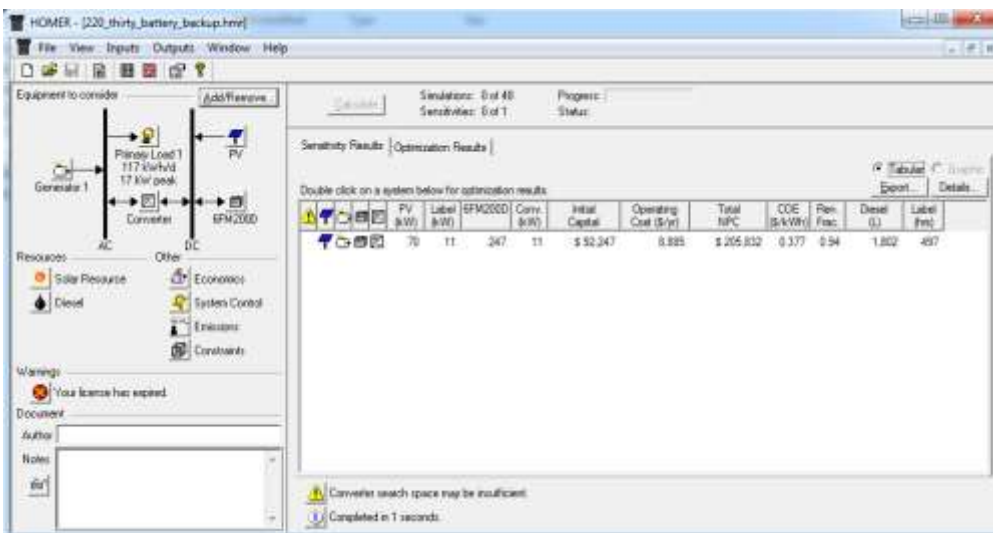 HOMER - [220_thirty_battery_backup.hmr]
File View Inputs Outputs Window Help
Equipment to consider Add/Remove...
Calculate
Simulations: 0 of 48
Progress:
Sensitivities: 0 of 1
Status:
Primary Load 1
117 kWh/d
17 kW peak
PV
Generator 1
Converter
6FM200D
AC DC
Sensitivity Results Optimization Results
Tabular Graphic
Double click on a system below for optimization results.
Export... Details...
PV (kW) Label (kW) 6FM200D Conv. (kW) Initial Capital Operating Cost ($/yr) Total NPC COE ($/kWh) Ren. Frac. Diesel (L) Label (hrs)
70 11 247 11 $ 92,247 8,885 $ 205,832 0.377 0.94 1,802 497
Resources Other
Solar Resource Economics
Diesel System Control
Emissions
Constraints
Warnings
Your license has expired.
Document
Author
Notes
Converter search space may be insufficient.
Completed in 1 seconds.